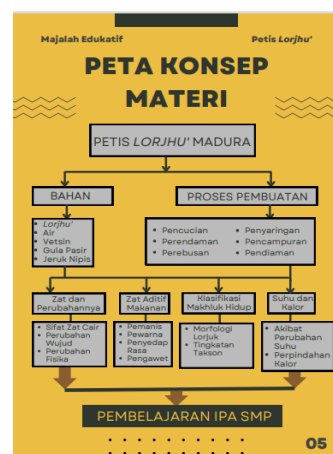 Majalah Edukatif
Petis Lorjhu'
PETA KONSEP
MATERI
PETIS LORJHU' MADURA
BAHAN
PROSES PEMBUATAN
• Lorjhu'
• Air
• Vetsin
• Gula Pasir
• Jeruk Nipis
• Pencucian
• Perendaman
• Perebusan
• Penyaringan
• Pencampuran
• Pendiaman
Zat dan
Perubahannya
Zat Aditif
Makanan
Klasifikasi
Makhluk Hidup
Suhu dan
Kalor
• Sifat Zat Cair
• Perubahan
Wujud
• Perubahan
Fisika
• Pemanis
• Pewarna
• Penyedap
Rasa
• Pengawet
• Morfologi
Lorjuk
• Tingkatan
Takson
• Akibat
Perubahan
Suhu
• Perpindahan
Kalor
PEMBELAJARAN IPA SMP
05